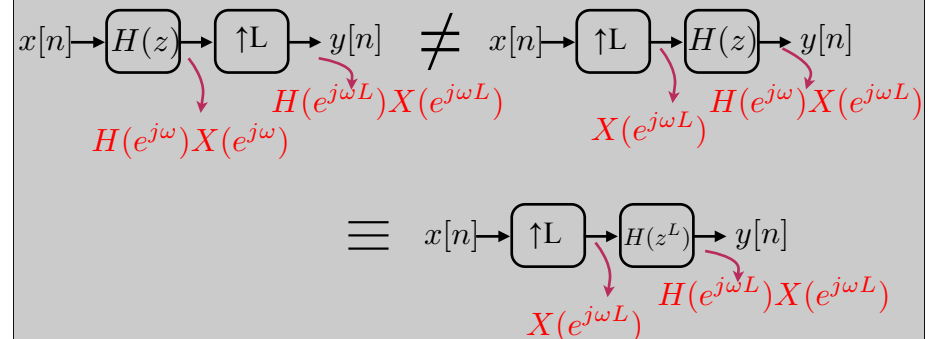 x[n] H(z) ↑L y[n] ≠ x[n] ↑L H(z) y[n]
H(e^{jωL})X(e^{jωL}) H(e^{jω})X(e^{jωL})
H(e^{jω})X(e^{jω}) X(e^{jωL})
≡ x[n] ↑L H(z^L) y[n]
H(e^{jωL})X(e^{jωL})
X(e^{jωL})